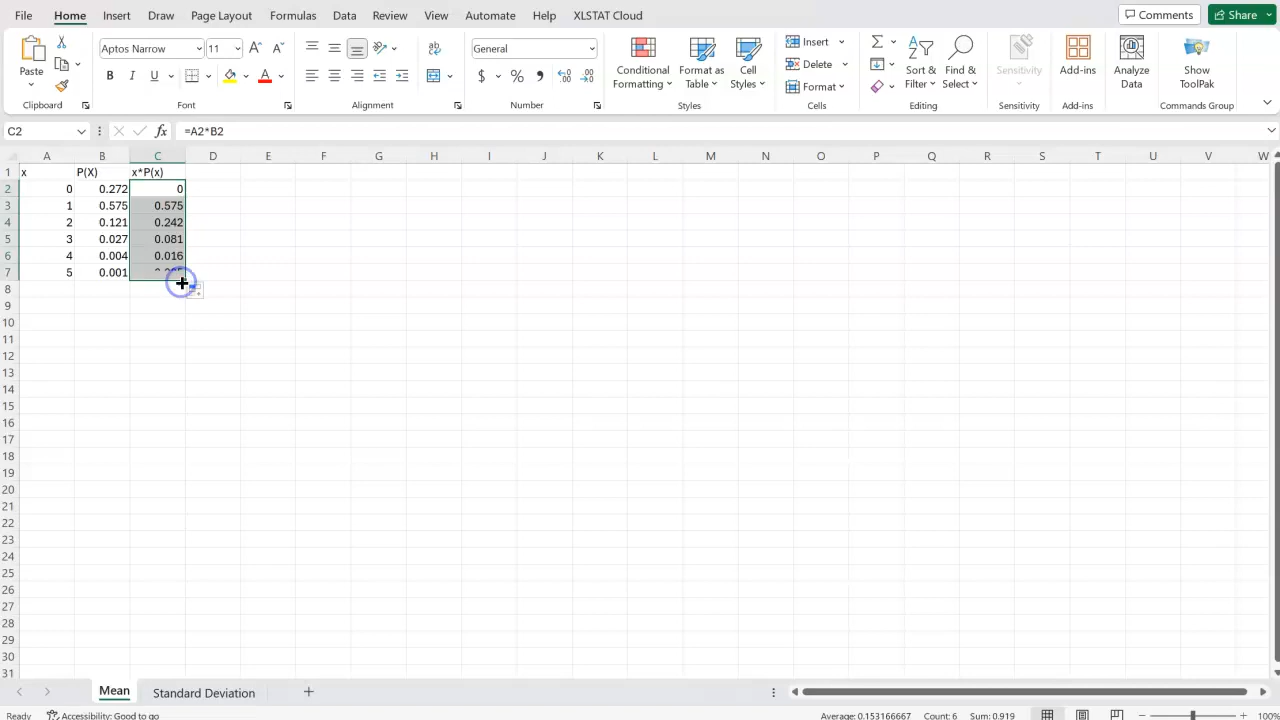 File Home Insert Draw Page Layout Formulas Data Review View Automate Help XLSTAT Cloud Comments Share
Aptos Narrow 11 A A General Insert
Paste Conditional Formatting Format as Table Cell Styles Delete Sort & Filter Find & Select Sensitivity Add-ins Analyze Data Show ToolPak
B I U A $ % Format
Clipboard Font Alignment Number Styles Cells Editing Sensitivity Add-ins Commands Group
C2 fx =A2*B2
A B C D E F G H I J K L M N O P Q R S T U V W
1 x P(X) x*P(x)
2 0 0.272 0
3 1 0.575 0.575
4 2 0.121 0.242
5 3 0.027 0.081
6 4 0.004 0.016
7 5 0.001
8
9
10
11
12
13
14
15
16
17
18
19
20
21
22
23
24
25
26
27
28
29
30
31
Mean Standard Deviation
Ready Accessibility: Good to go Average: 0.153166667 Count: 6 Sum: 0.919 100%